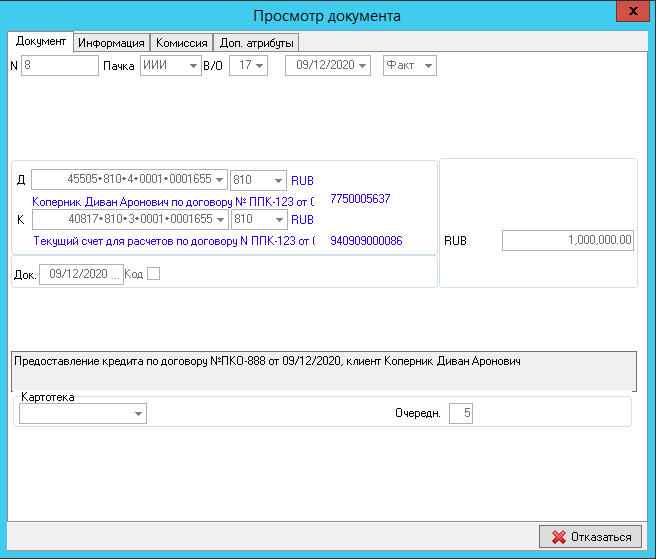 Просмотр документа
x
Документ Информация Комиссия Доп. атрибуты
N 8 Пачка ИИИ В/О 17 09/12/2020 Факт
Д 45505*810*4*0001*0001655 810 RUB
Коперник Диван Аронович по договору № ППК-123 от 0 7750005637
К 40817*810*3*0001*0001655 810 RUB
Текущий счет для расчетов по договору N ППК-123 от 0 940909000086
RUB 1,000,000.00
Док. 09/12/2020 ... Код
Предоставление кредита по договору №ПКО-888 от 09/12/2020, клиент Коперник Диван Аронович
Картотека
Очередн. 5
Отказаться